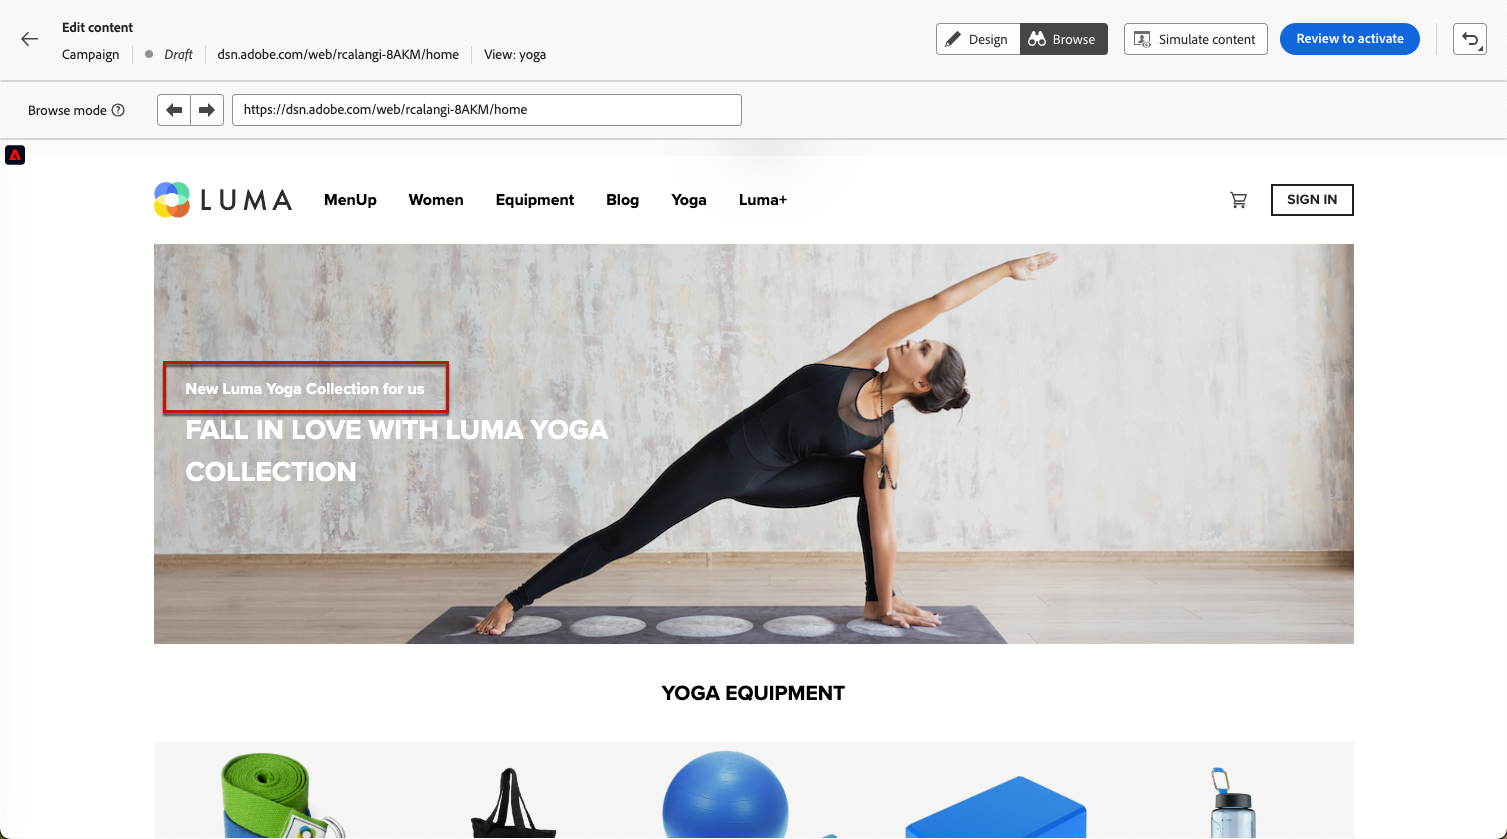 Edit content
Campaign Draft dsn.adobe.com/web/rcalangi-8AKM/home View: yoga
Design Browse Simulate content Review to activate
Browse mode https://dsn.adobe.com/web/rcalangi-8AKM/home
LUMA MenUp Women Equipment Blog Yoga Luma+ SIGN IN
New Luma Yoga Collection for us
FALL IN LOVE WITH LUMA YOGA
COLLECTION
YOGA EQUIPMENT